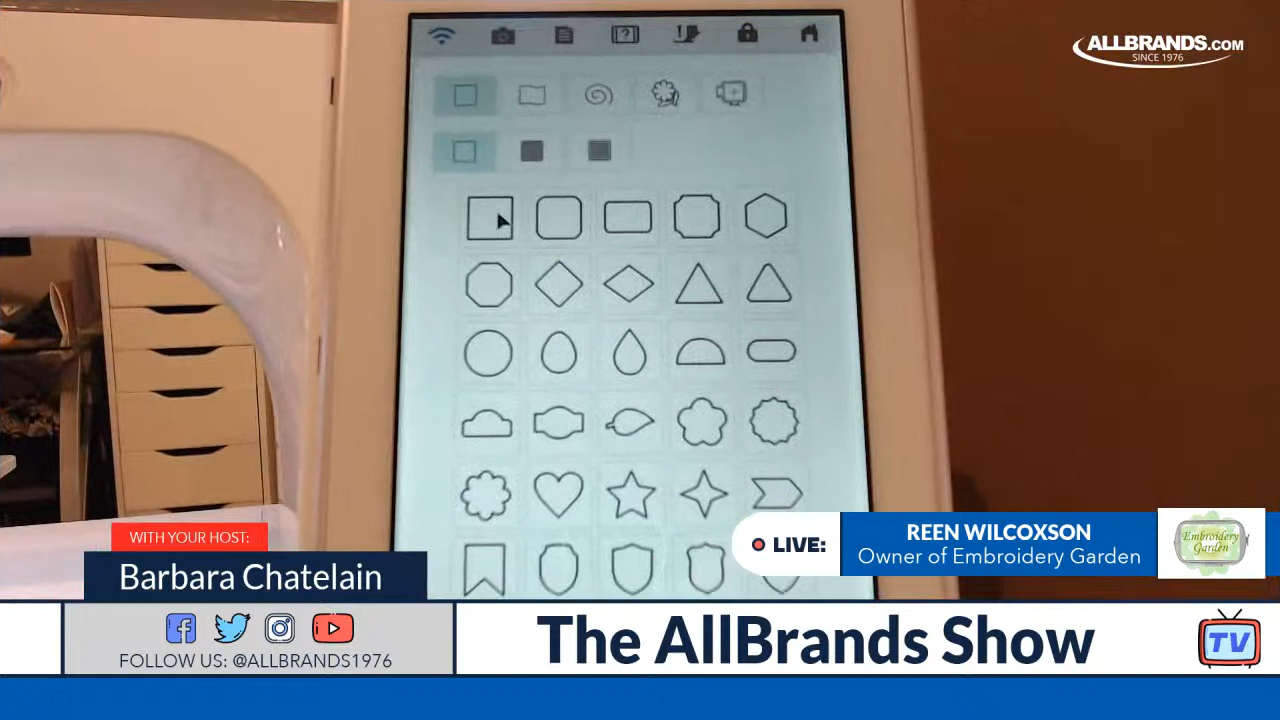 ALLBRANDS.COM
SINCE 1976
WITH YOUR HOST:
Barbara Chatelain
LIVE:
REEN WILCOXSON
Owner of Embroidery Garden
Embroidery
Garden
FOLLOW US: @ALLBRANDS1976
The AllBrands Show
TV